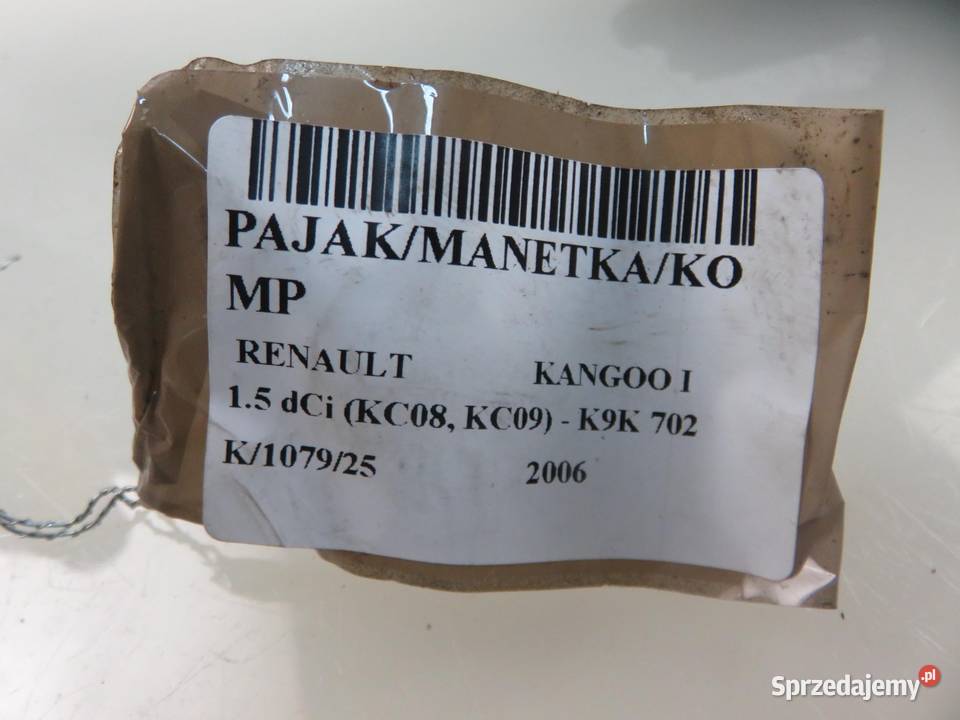 PAJAK/MANETKA/KO
MP
RENAULT KANGOO I
1.5 dCi (KC08, KC09) - K9K 702
K/1079/25 2006
Sprzedajemy.pl